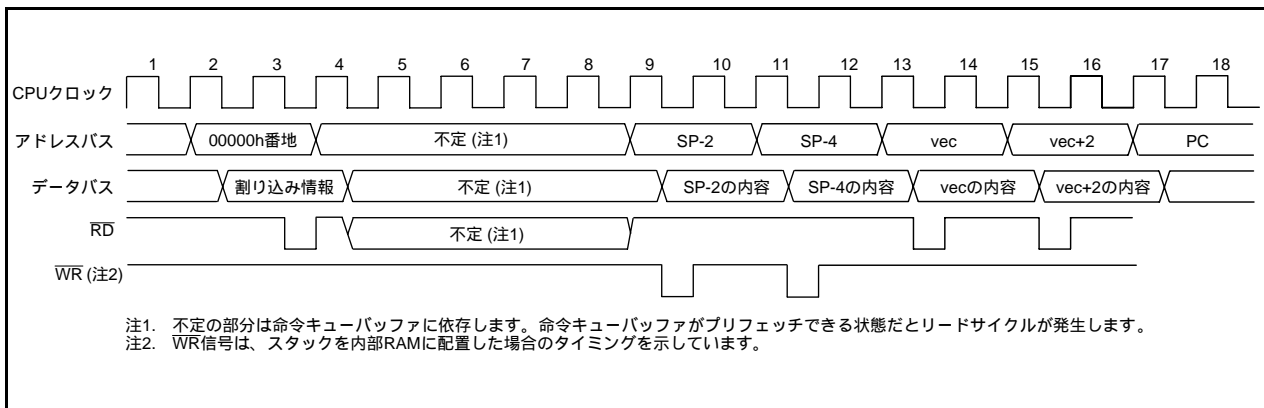 1 2 3 4 5 6 7 8 9 10 11 12 13 14 15 16 17 18
CPUクロック
アドレスバス 00000h番地 不定 (注1) SP-2 SP-4 vec vec+2 PC
データバス 割り込み情報 不定 (注1) SP-2の内容 SP-4の内容 vecの内容 vec+2の内容
RD 不定 (注1)
WR (注2)
注1. 不定の部分は命令キューバッファに依存します。命令キューバッファがプリフェッチできる状態だとリードサイクルが発生します。
注2. WR信号は、スタックを内部RAMに配置した場合のタイミングを示しています。